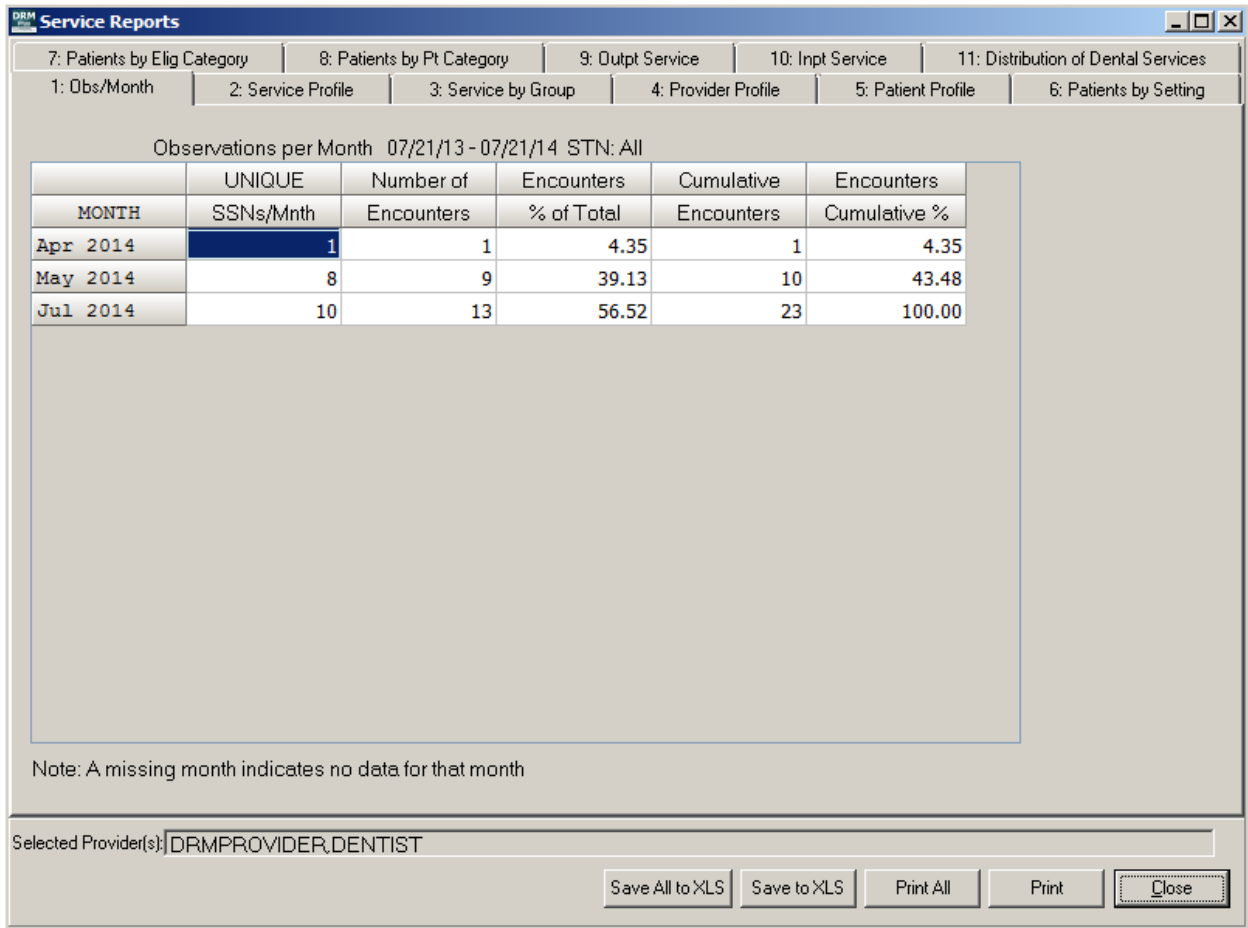 DRM Plus Service Reports
7: Patients by Elig Category 8: Patients by Pt Category 9: Outpt Service 10: Inpt Service 11: Distribution of Dental Services
1: Obs/Month 2: Service Profile 3: Service by Group 4: Provider Profile 5: Patient Profile 6: Patients by Setting
Observations per Month 07/21/13 - 07/21/14 STN: All
UNIQUE Number of Encounters Cumulative Encounters
MONTH SSNs/Mnth Encounters % of Total Encounters Cumulative %
Apr 2014 1 1 4.35 1 4.35
May 2014 8 9 39.13 10 43.48
Jul 2014 10 13 56.52 23 100.00
Note: A missing month indicates no data for that month
Selected Provider(s): DRMPROVIDER,DENTIST
Save All to XLS Save to XLS Print All Print Close